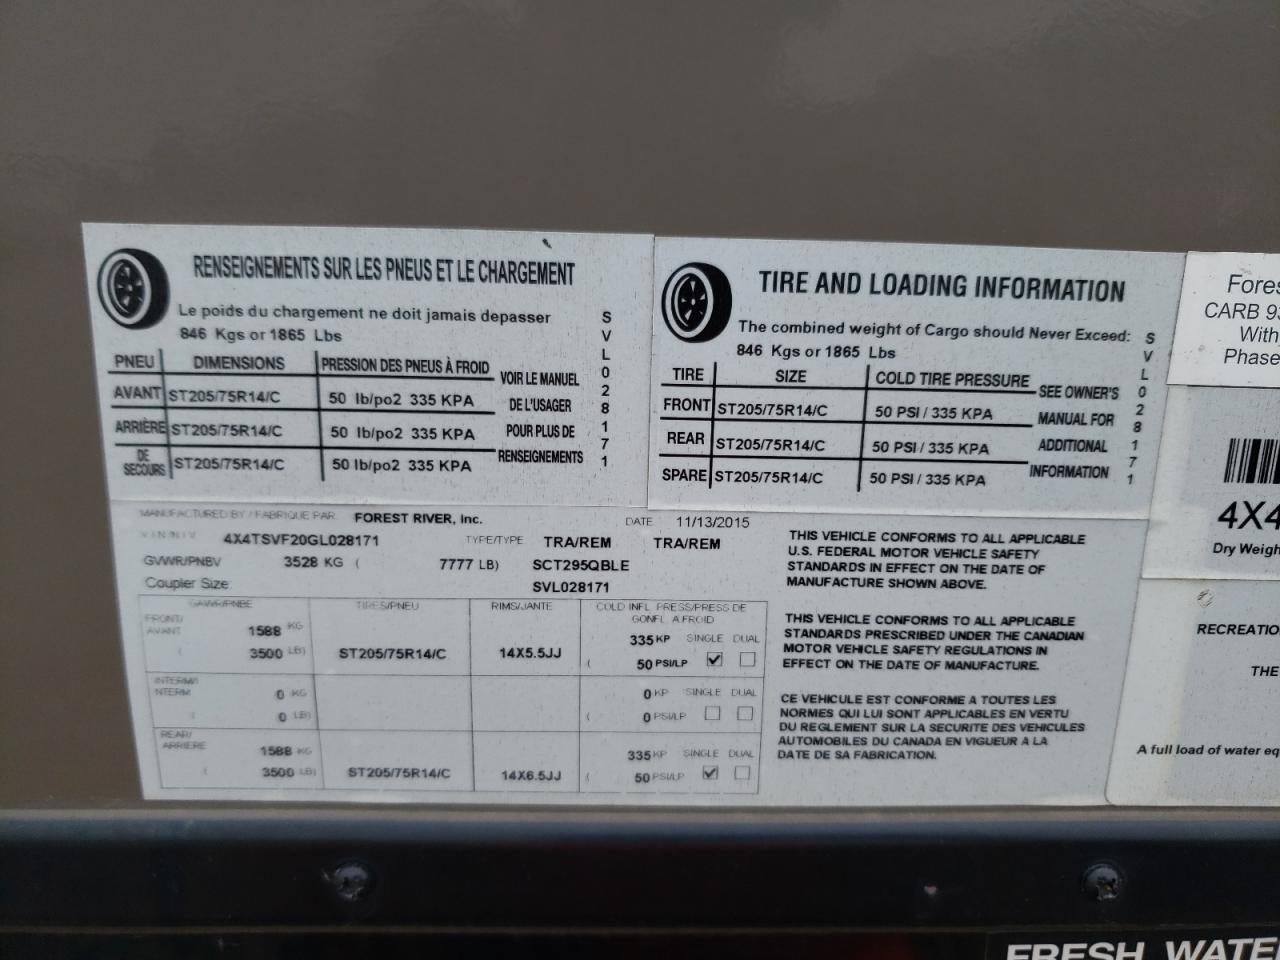 RENSEIGNEMENTS SUR LES PNEUS ET LE CHARGEMENT
Le poids du chargement ne doit jamais depasser
846 Kgs or 1865 Lbs
PNEU DIMENSIONS PRESSION DES PNEUS À FROID
AVANT ST205/75R14/C 50 lb/po2 335 KPA
ARRIÈRE ST205/75R14/C 50 lb/po2 335 KPA
DE SECOURS ST205/75R14/C 50 lb/po2 335 KPA
VOIR LE MANUEL
DE L'USAGER
POUR PLUS DE
RENSEIGNEMENTS
SVL028171
TIRE AND LOADING INFORMATION
The combined weight of Cargo should Never Exceed:
846 Kgs or 1865 Lbs
TIRE SIZE COLD TIRE PRESSURE
FRONT ST205/75R14/C 50 PSI / 335 KPA
REAR ST205/75R14/C 50 PSI / 335 KPA
SPARE ST205/75R14/C 50 PSI / 335 KPA
SEE OWNER'S
MANUAL FOR
ADDITIONAL
INFORMATION
SVL028171
MANUFACTURED BY / FABRIQUE PAR FOREST RIVER, Inc. DATE 11/13/2015
V.I.N/N.I.V. 4X4TSVF20GL028171 TYPE/TYPE TRA/REM TRA/REM
GVWR/PNBV 3528 KG ( 7777 LB) SCT295QBLE
Coupler Size: SVL028171
GAWR/PNBE TIRES/PNEU RIMS/JANTE COLD INFL. PRESS/PRESS DE
GONFL. A FROID
FRONT/
AVANT 1588 KG 335 KP SINGLE DUAL
( 3500 LB) ST205/75R14/C 14X5.5JJ ( 50 PSI/LP
INTERM/
INTERM 0 KG 0 KP SINGLE DUAL
( 0 LB) ( 0 PSI/LP
REAR/
ARRIERE 1588 KG 335 KP SINGLE DUAL
( 3500 LB) ST205/75R14/C 14X6.5JJ ( 50 PSI/LP
THIS VEHICLE CONFORMS TO ALL APPLICABLE
U.S. FEDERAL MOTOR VEHICLE SAFETY
STANDARDS IN EFFECT ON THE DATE OF
MANUFACTURE SHOWN ABOVE.
THIS VEHICLE CONFORMS TO ALL APPLICABLE
STANDARDS PRESCRIBED UNDER THE CANADIAN
MOTOR VEHICLE SAFETY REGULATIONS IN
EFFECT ON THE DATE OF MANUFACTURE.
CE VEHICULE EST CONFORME A TOUTES LES
NORMES QUI LUI SONT APPLICABLES EN VERTU
DU REGLEMENT SUR LA SECURITE DES VEHICULES
AUTOMOBILES DU CANADA EN VIGUEUR A LA
DATE DE SA FABRICATION.
Fores
CARB 93
With
Phase
4X4
Dry Weigh
RECREATIO
THE
A full load of water eq
FRESH WATE